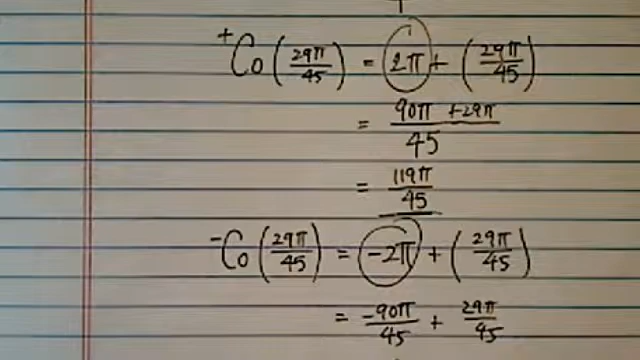 +Co (29π/45) = 2π + (29π/45)
= 90π + 29π / 45
= 119π/45
-Co (29π/45) = -2π + (29π/45)
= -90π/45 + 29π/45